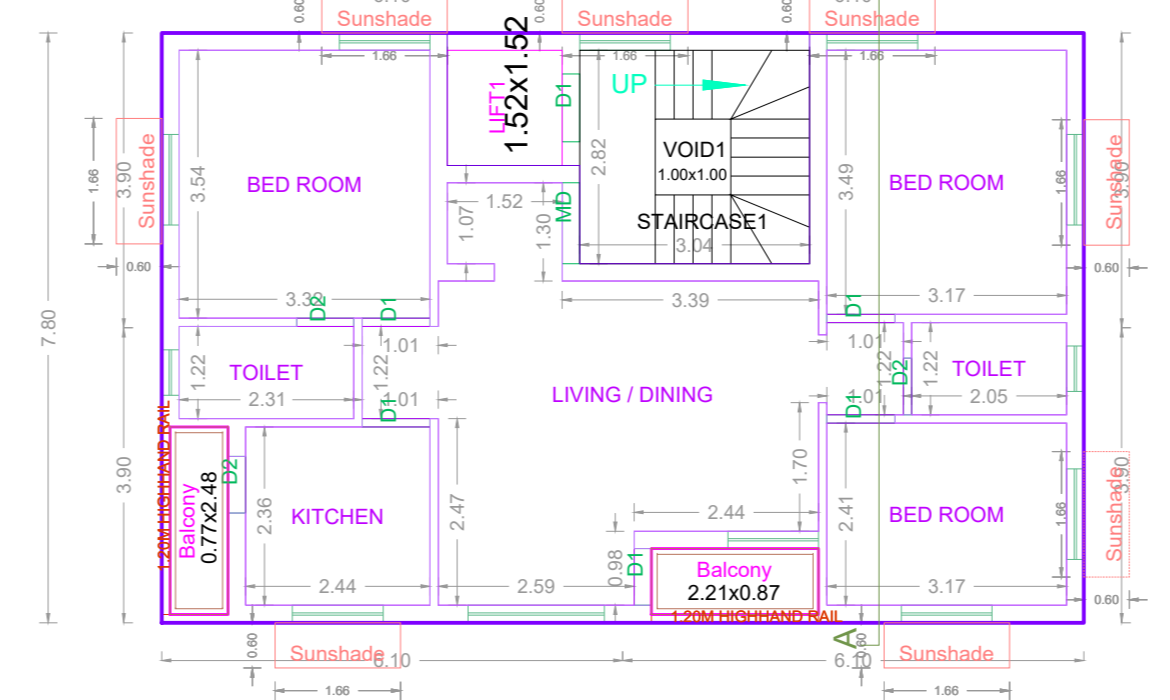 0.60
0.60
0.60
Sunshade
Sunshade
Sunshade
1.66
1.66
1.66
LIFT1
1.52x1.52
D1
UP
VOID1
1.00x1.00
STAIRCASE1
3.04
2.82
3.90
1.66
Sunshade
0.60
3.54
BED ROOM
3.49
BED ROOM
1.66
Sunshade
3.90
0.60
1.52
1.07
1.30
MD
3.39
D2
D1
D1
3.17
7.80
1.22
TOILET
2.31
1.01
1.22
1.01
D1
LIVING / DINING
1.01
1.22
1.01
D2
D1
1.22
TOILET
2.05
1.20M HIGHHAND RAIL
3.90
Balcony
0.77x2.48
D2
2.36
KITCHEN
2.44
2.47
2.59
1.70
2.44
0.98
D1
Balcony
2.21x0.87
1.20M HIGHHAND RAIL
2.41
BED ROOM
3.17
1.66
Sunshade
3.90
0.60
0.60
Sunshade
6.10
1.66
A
0.60
6.10
Sunshade
1.66